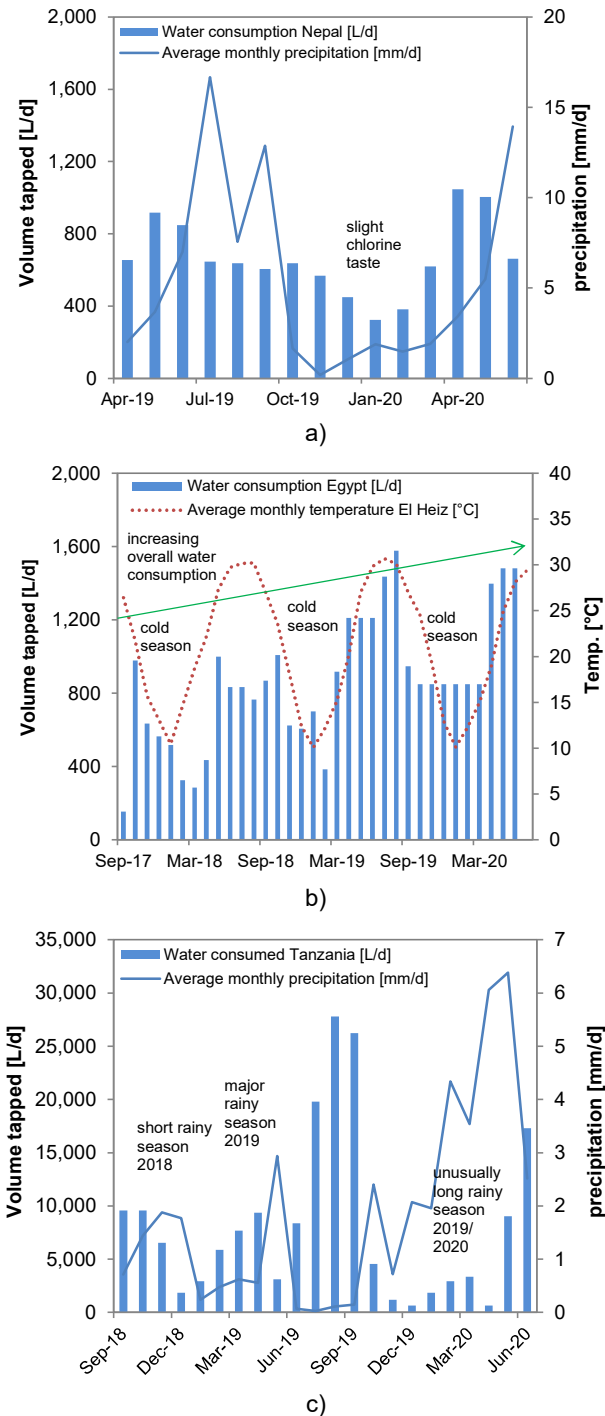 Water consumption Nepal [L/d]
Average monthly precipitation [mm/d]
Volume tapped [L/d]
2,000
1,600
1,200
800
400
0
precipitation [mm/d]
20
15
10
5
0
slight
chlorine
taste
Apr-19 Jul-19 Oct-19 Jan-20 Apr-20
a)
Water consumption Egypt [L/d]
Average monthly temperature El Heiz [°C]
Volume tapped [L/d]
2,000
1,600
1,200
800
400
0
Temp. [°C]
40
35
30
25
20
15
10
5
0
increasing
overall water
consumption
cold
season
cold
season
cold
season
Sep-17 Mar-18 Sep-18 Mar-19 Sep-19 Mar-20
b)
Water consumed Tanzania [L/d]
Average monthly precipitation [mm/d]
Volume tapped [L/d]
35,000
30,000
25,000
20,000
15,000
10,000
5,000
0
precipitation [mm/d]
7
6
5
4
3
2
1
0
short rainy
season
2018
major
rainy
season
2019
unusually
long rainy
season
2019/
2020
Sep-18 Dec-18 Mar-19 Jun-19 Sep-19 Dec-19 Mar-20 Jun-20
c)